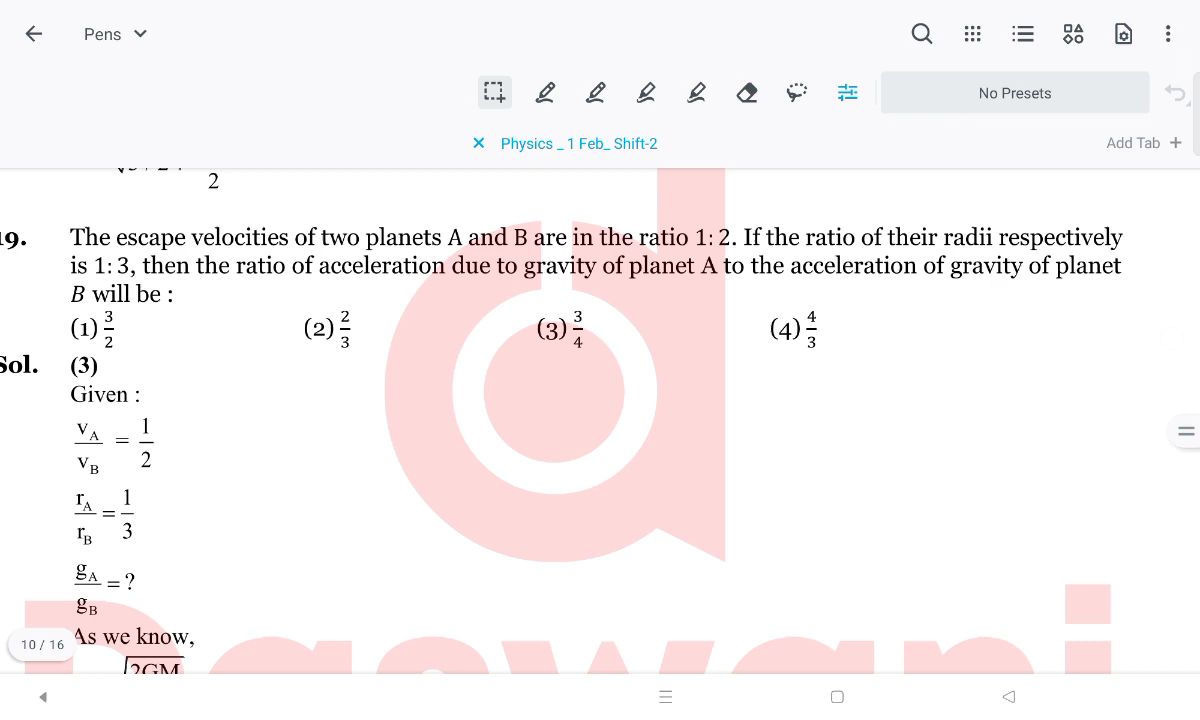 Pens
No Presets
Physics _ 1 Feb_ Shift-2
Add Tab +
2
19. The escape velocities of two planets A and B are in the ratio 1: 2. If the ratio of their radii respectively
is 1: 3, then the ratio of acceleration due to gravity of planet A to the acceleration of gravity of planet
B will be :
(1) 3/2 (2) 2/3 (3) 3/4 (4) 4/3
Sol. (3)
Given :
v_A/v_B = 1/2
r_A/r_B = 1/3
g_A/g_B = ?
As we know,
√2GM
10 / 16